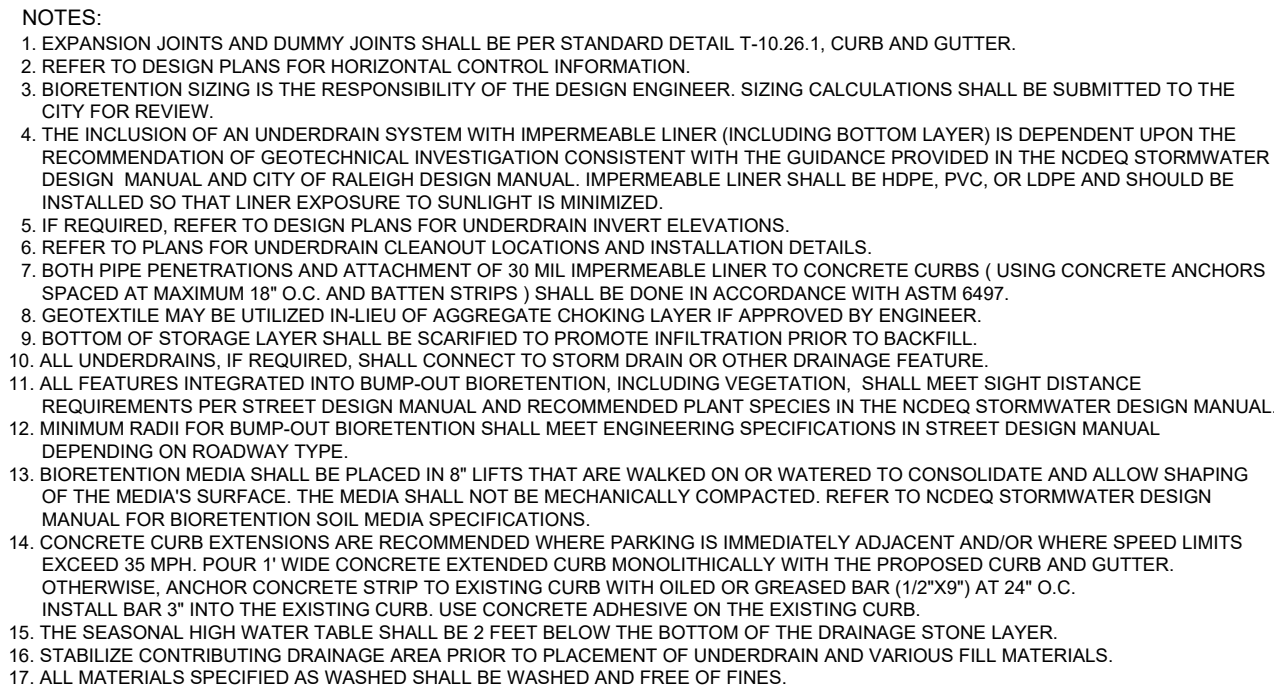 NOTES:
1. EXPANSION JOINTS AND DUMMY JOINTS SHALL BE PER STANDARD DETAIL T-10.26.1, CURB AND GUTTER.
2. REFER TO DESIGN PLANS FOR HORIZONTAL CONTROL INFORMATION.
3. BIORETENTION SIZING IS THE RESPONSIBILITY OF THE DESIGN ENGINEER. SIZING CALCULATIONS SHALL BE SUBMITTED TO THE
CITY FOR REVIEW.
4. THE INCLUSION OF AN UNDERDRAIN SYSTEM WITH IMPERMEABLE LINER (INCLUDING BOTTOM LAYER) IS DEPENDENT UPON THE
RECOMMENDATION OF GEOTECHNICAL INVESTIGATION CONSISTENT WITH THE GUIDANCE PROVIDED IN THE NCDEQ STORMWATER
DESIGN MANUAL AND CITY OF RALEIGH DESIGN MANUAL. IMPERMEABLE LINER SHALL BE HDPE, PVC, OR LDPE AND SHOULD BE
INSTALLED SO THAT LINER EXPOSURE TO SUNLIGHT IS MINIMIZED.
5. IF REQUIRED, REFER TO DESIGN PLANS FOR UNDERDRAIN INVERT ELEVATIONS.
6. REFER TO PLANS FOR UNDERDRAIN CLEANOUT LOCATIONS AND INSTALLATION DETAILS.
7. BOTH PIPE PENETRATIONS AND ATTACHMENT OF 30 MIL IMPERMEABLE LINER TO CONCRETE CURBS ( USING CONCRETE ANCHORS
SPACED AT MAXIMUM 18" O.C. AND BATTEN STRIPS ) SHALL BE DONE IN ACCORDANCE WITH ASTM 6497.
8. GEOTEXTILE MAY BE UTILIZED IN-LIEU OF AGGREGATE CHOKING LAYER IF APPROVED BY ENGINEER.
9. BOTTOM OF STORAGE LAYER SHALL BE SCARIFIED TO PROMOTE INFILTRATION PRIOR TO BACKFILL.
10. ALL UNDERDRAINS, IF REQUIRED, SHALL CONNECT TO STORM DRAIN OR OTHER DRAINAGE FEATURE.
11. ALL FEATURES INTEGRATED INTO BUMP-OUT BIORETENTION, INCLUDING VEGETATION, SHALL MEET SIGHT DISTANCE
REQUIREMENTS PER STREET DESIGN MANUAL AND RECOMMENDED PLANT SPECIES IN THE NCDEQ STORMWATER DESIGN MANUAL.
12. MINIMUM RADII FOR BUMP-OUT BIORETENTION SHALL MEET ENGINEERING SPECIFICATIONS IN STREET DESIGN MANUAL
DEPENDING ON ROADWAY TYPE.
13. BIORETENTION MEDIA SHALL BE PLACED IN 8" LIFTS THAT ARE WALKED ON OR WATERED TO CONSOLIDATE AND ALLOW SHAPING
OF THE MEDIA'S SURFACE. THE MEDIA SHALL NOT BE MECHANICALLY COMPACTED. REFER TO NCDEQ STORMWATER DESIGN
MANUAL FOR BIORETENTION SOIL MEDIA SPECIFICATIONS.
14. CONCRETE CURB EXTENSIONS ARE RECOMMENDED WHERE PARKING IS IMMEDIATELY ADJACENT AND/OR WHERE SPEED LIMITS
EXCEED 35 MPH. POUR 1' WIDE CONCRETE EXTENDED CURB MONOLITHICALLY WITH THE PROPOSED CURB AND GUTTER.
OTHERWISE, ANCHOR CONCRETE STRIP TO EXISTING CURB WITH OILED OR GREASED BAR (1/2"X9") AT 24" O.C.
INSTALL BAR 3" INTO THE EXISTING CURB. USE CONCRETE ADHESIVE ON THE EXISTING CURB.
15. THE SEASONAL HIGH WATER TABLE SHALL BE 2 FEET BELOW THE BOTTOM OF THE DRAINAGE STONE LAYER.
16. STABILIZE CONTRIBUTING DRAINAGE AREA PRIOR TO PLACEMENT OF UNDERDRAIN AND VARIOUS FILL MATERIALS.
17. ALL MATERIALS SPECIFIED AS WASHED SHALL BE WASHED AND FREE OF FINES.